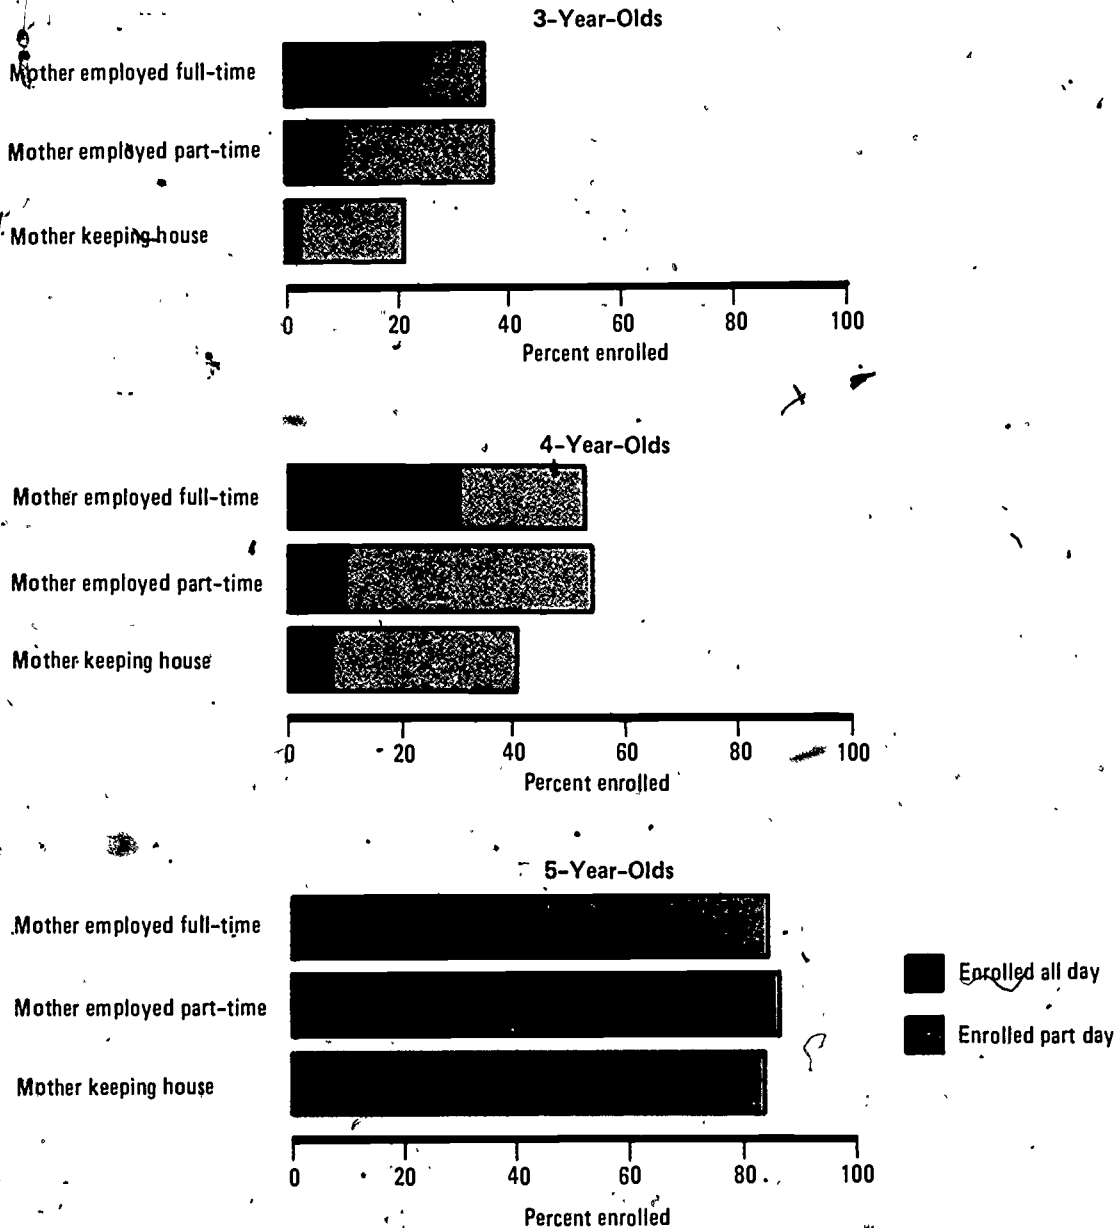 3-Year-Olds
Mother employed full-time
Mother employed part-time
Mother keeping house
0 20 40 60 80 100
Percent enrolled
4-Year-Olds
Mother employed full-time
Mother employed part-time
Mother keeping house
0 20 40 60 80 100
Percent enrolled
5-Year-Olds
Mother employed full-time
Mother employed part-time
Mother keeping house
Enrolled all day
Enrolled part day
0 20 40 60 80 100
Percent enrolled